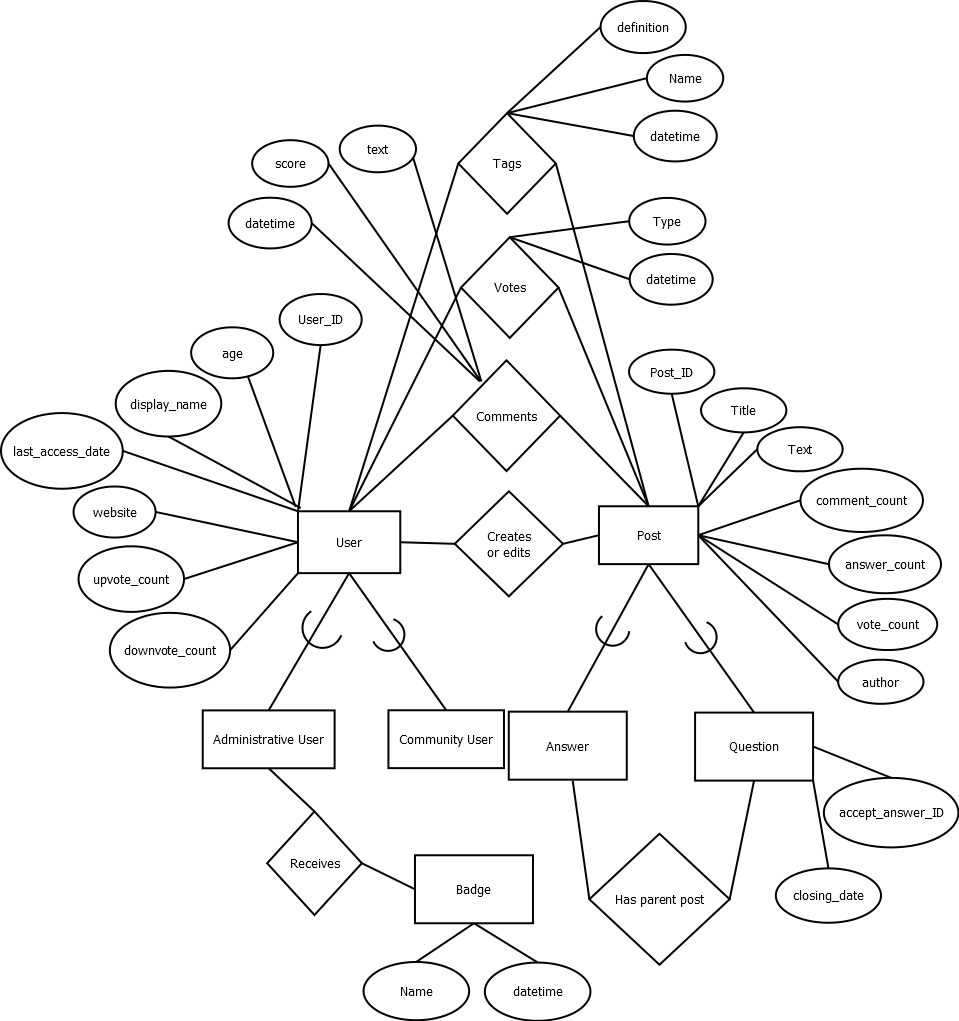 definition
Name
datetime
text
score
Tags
datetime
Type
datetime
Votes
User_ID
age
Post_ID
display_name
Title
Comments
last_access_date
Text
comment_count
website
Creates
or edits
User
Post
answer_count
upvote_count
vote_count
downvote_count
author
Administrative User
Community User
Answer
Question
accept_answer_ID
Receives
Badge
Has parent post
closing_date
Name
datetime